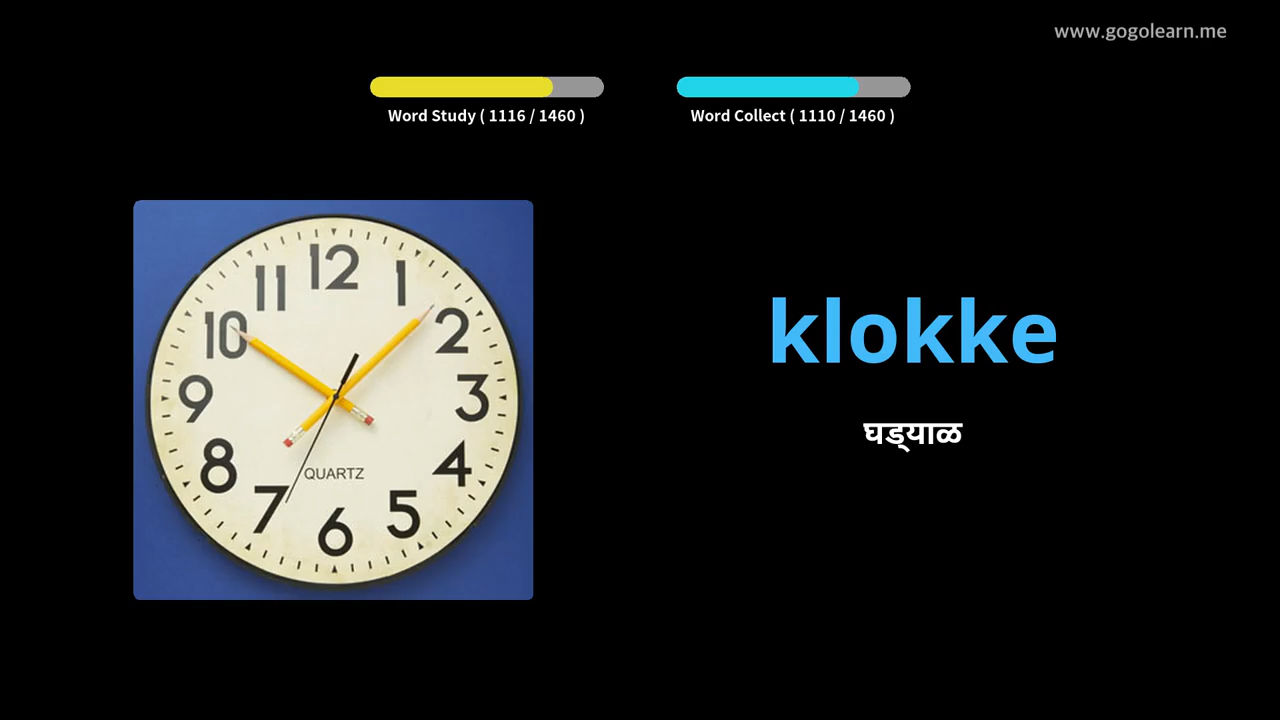 www.gogolearn.me
Word Study ( 1116 / 1460 )
Word Collect ( 1110 / 1460 )
12
11
1
10
2
9
3
8
4
7
5
6
QUARTZ
klokke
घड्याळ